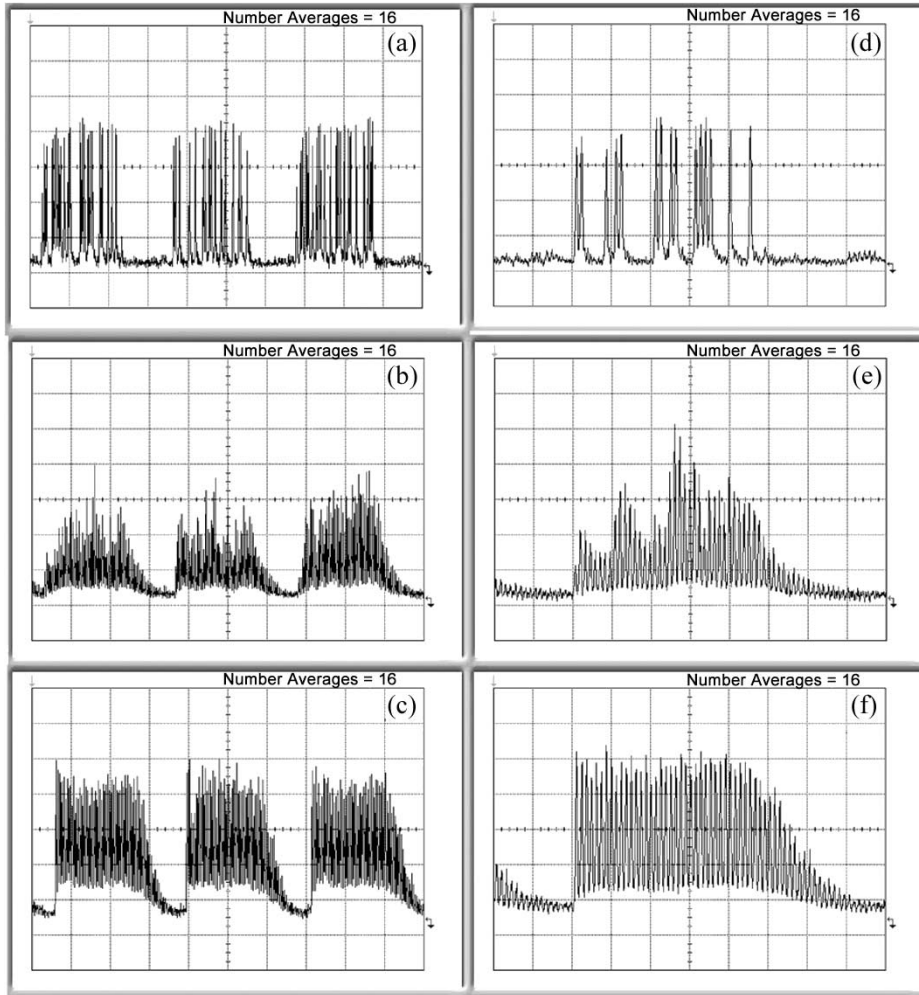 Number Averages = 16
(a)
Number Averages = 16
(d)
Number Averages = 16
(b)
Number Averages = 16
(e)
Number Averages = 16
(c)
Number Averages = 16
(f)